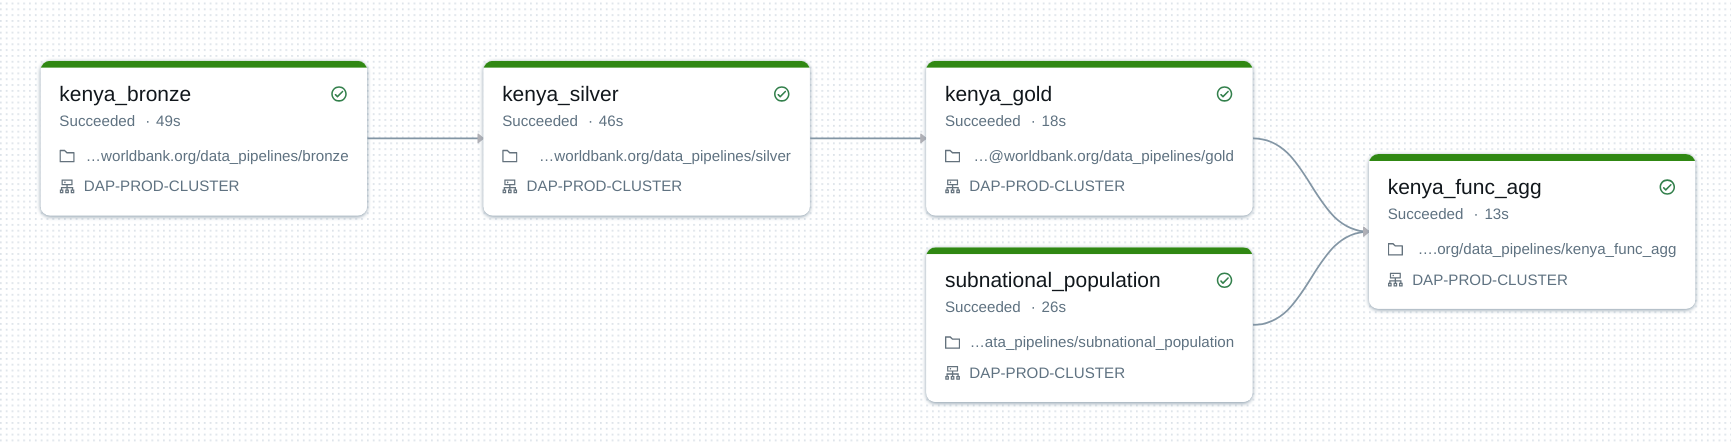 kenya_bronze
Succeeded · 49s
…worldbank.org/data_pipelines/bronze
DAP-PROD-CLUSTER
kenya_silver
Succeeded · 46s
…worldbank.org/data_pipelines/silver
DAP-PROD-CLUSTER
kenya_gold
Succeeded · 18s
…@worldbank.org/data_pipelines/gold
DAP-PROD-CLUSTER
subnational_population
Succeeded · 26s
…ata_pipelines/subnational_population
DAP-PROD-CLUSTER
kenya_func_agg
Succeeded · 13s
….org/data_pipelines/kenya_func_agg
DAP-PROD-CLUSTER